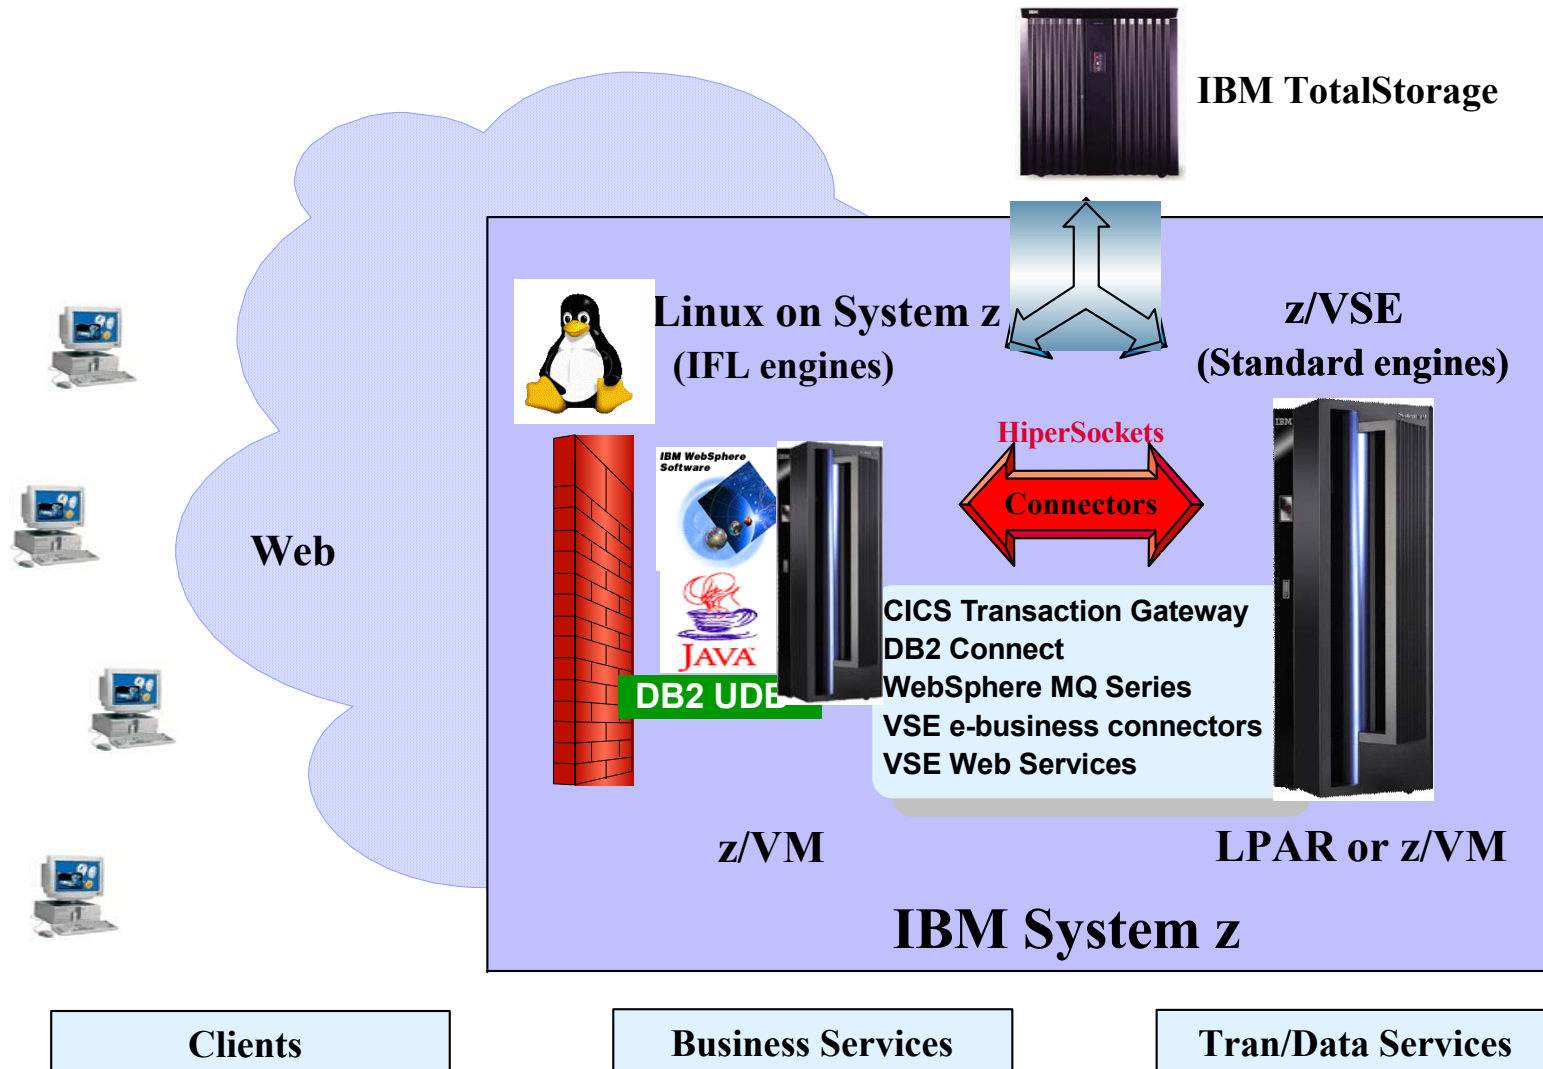 IBM TotalStorage
Linux on System z
(IFL engines)
z/VSE
(Standard engines)
HiperSockets
Connectors
IBM WebSphere
Software
JAVA
DB2 UDB
IBM
Web
CICS Transaction Gateway
DB2 Connect
WebSphere MQ Series
VSE e-business connectors
VSE Web Services
z/VM
LPAR or z/VM
IBM System z
Clients
Business Services
Tran/Data Services